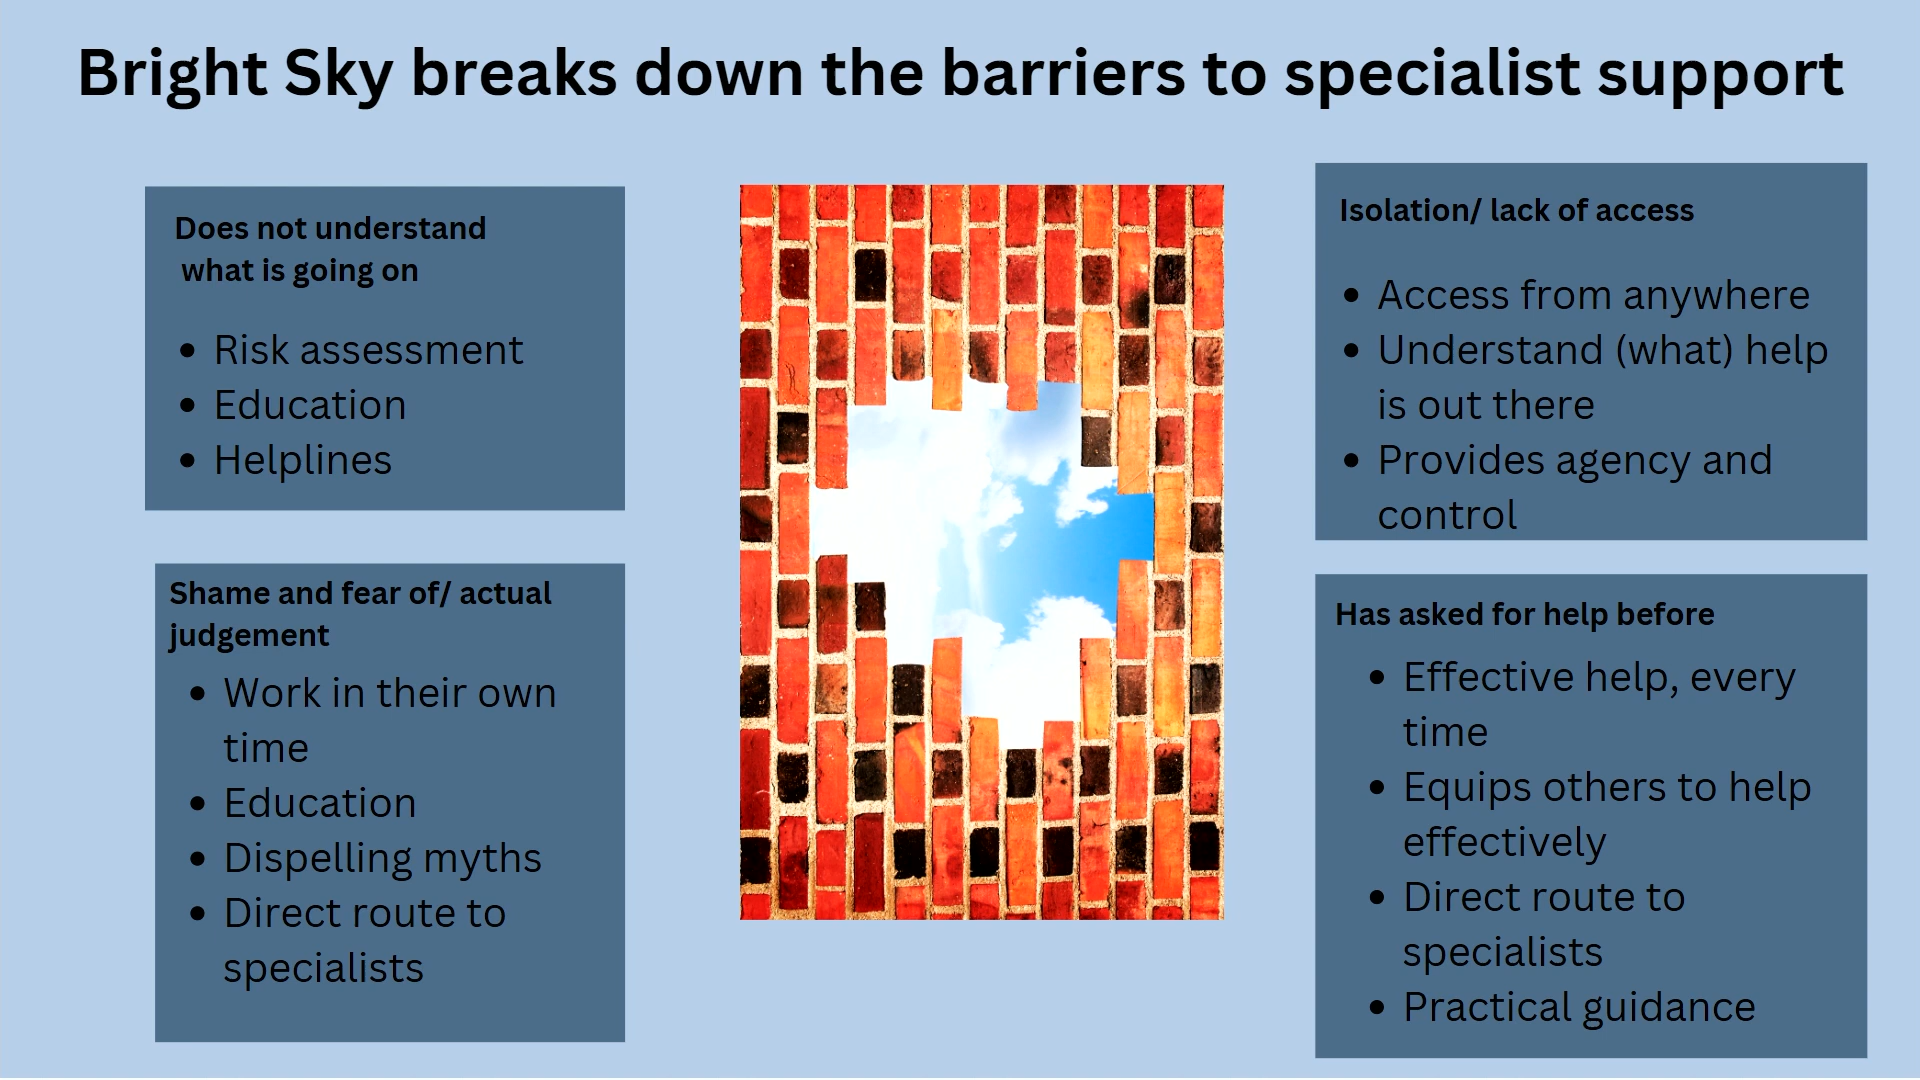 Bright Sky breaks down the barriers to specialist support
Does not understand
what is going on
• Risk assessment
• Education
• Helplines
Shame and fear of/ actual
judgement
• Work in their own
time
• Education
• Dispelling myths
• Direct route to
specialists
Isolation/ lack of access
• Access from anywhere
• Understand (what) help
is out there
• Provides agency and
control
Has asked for help before
• Effective help, every
time
• Equips others to help
effectively
• Direct route to
specialists
• Practical guidance